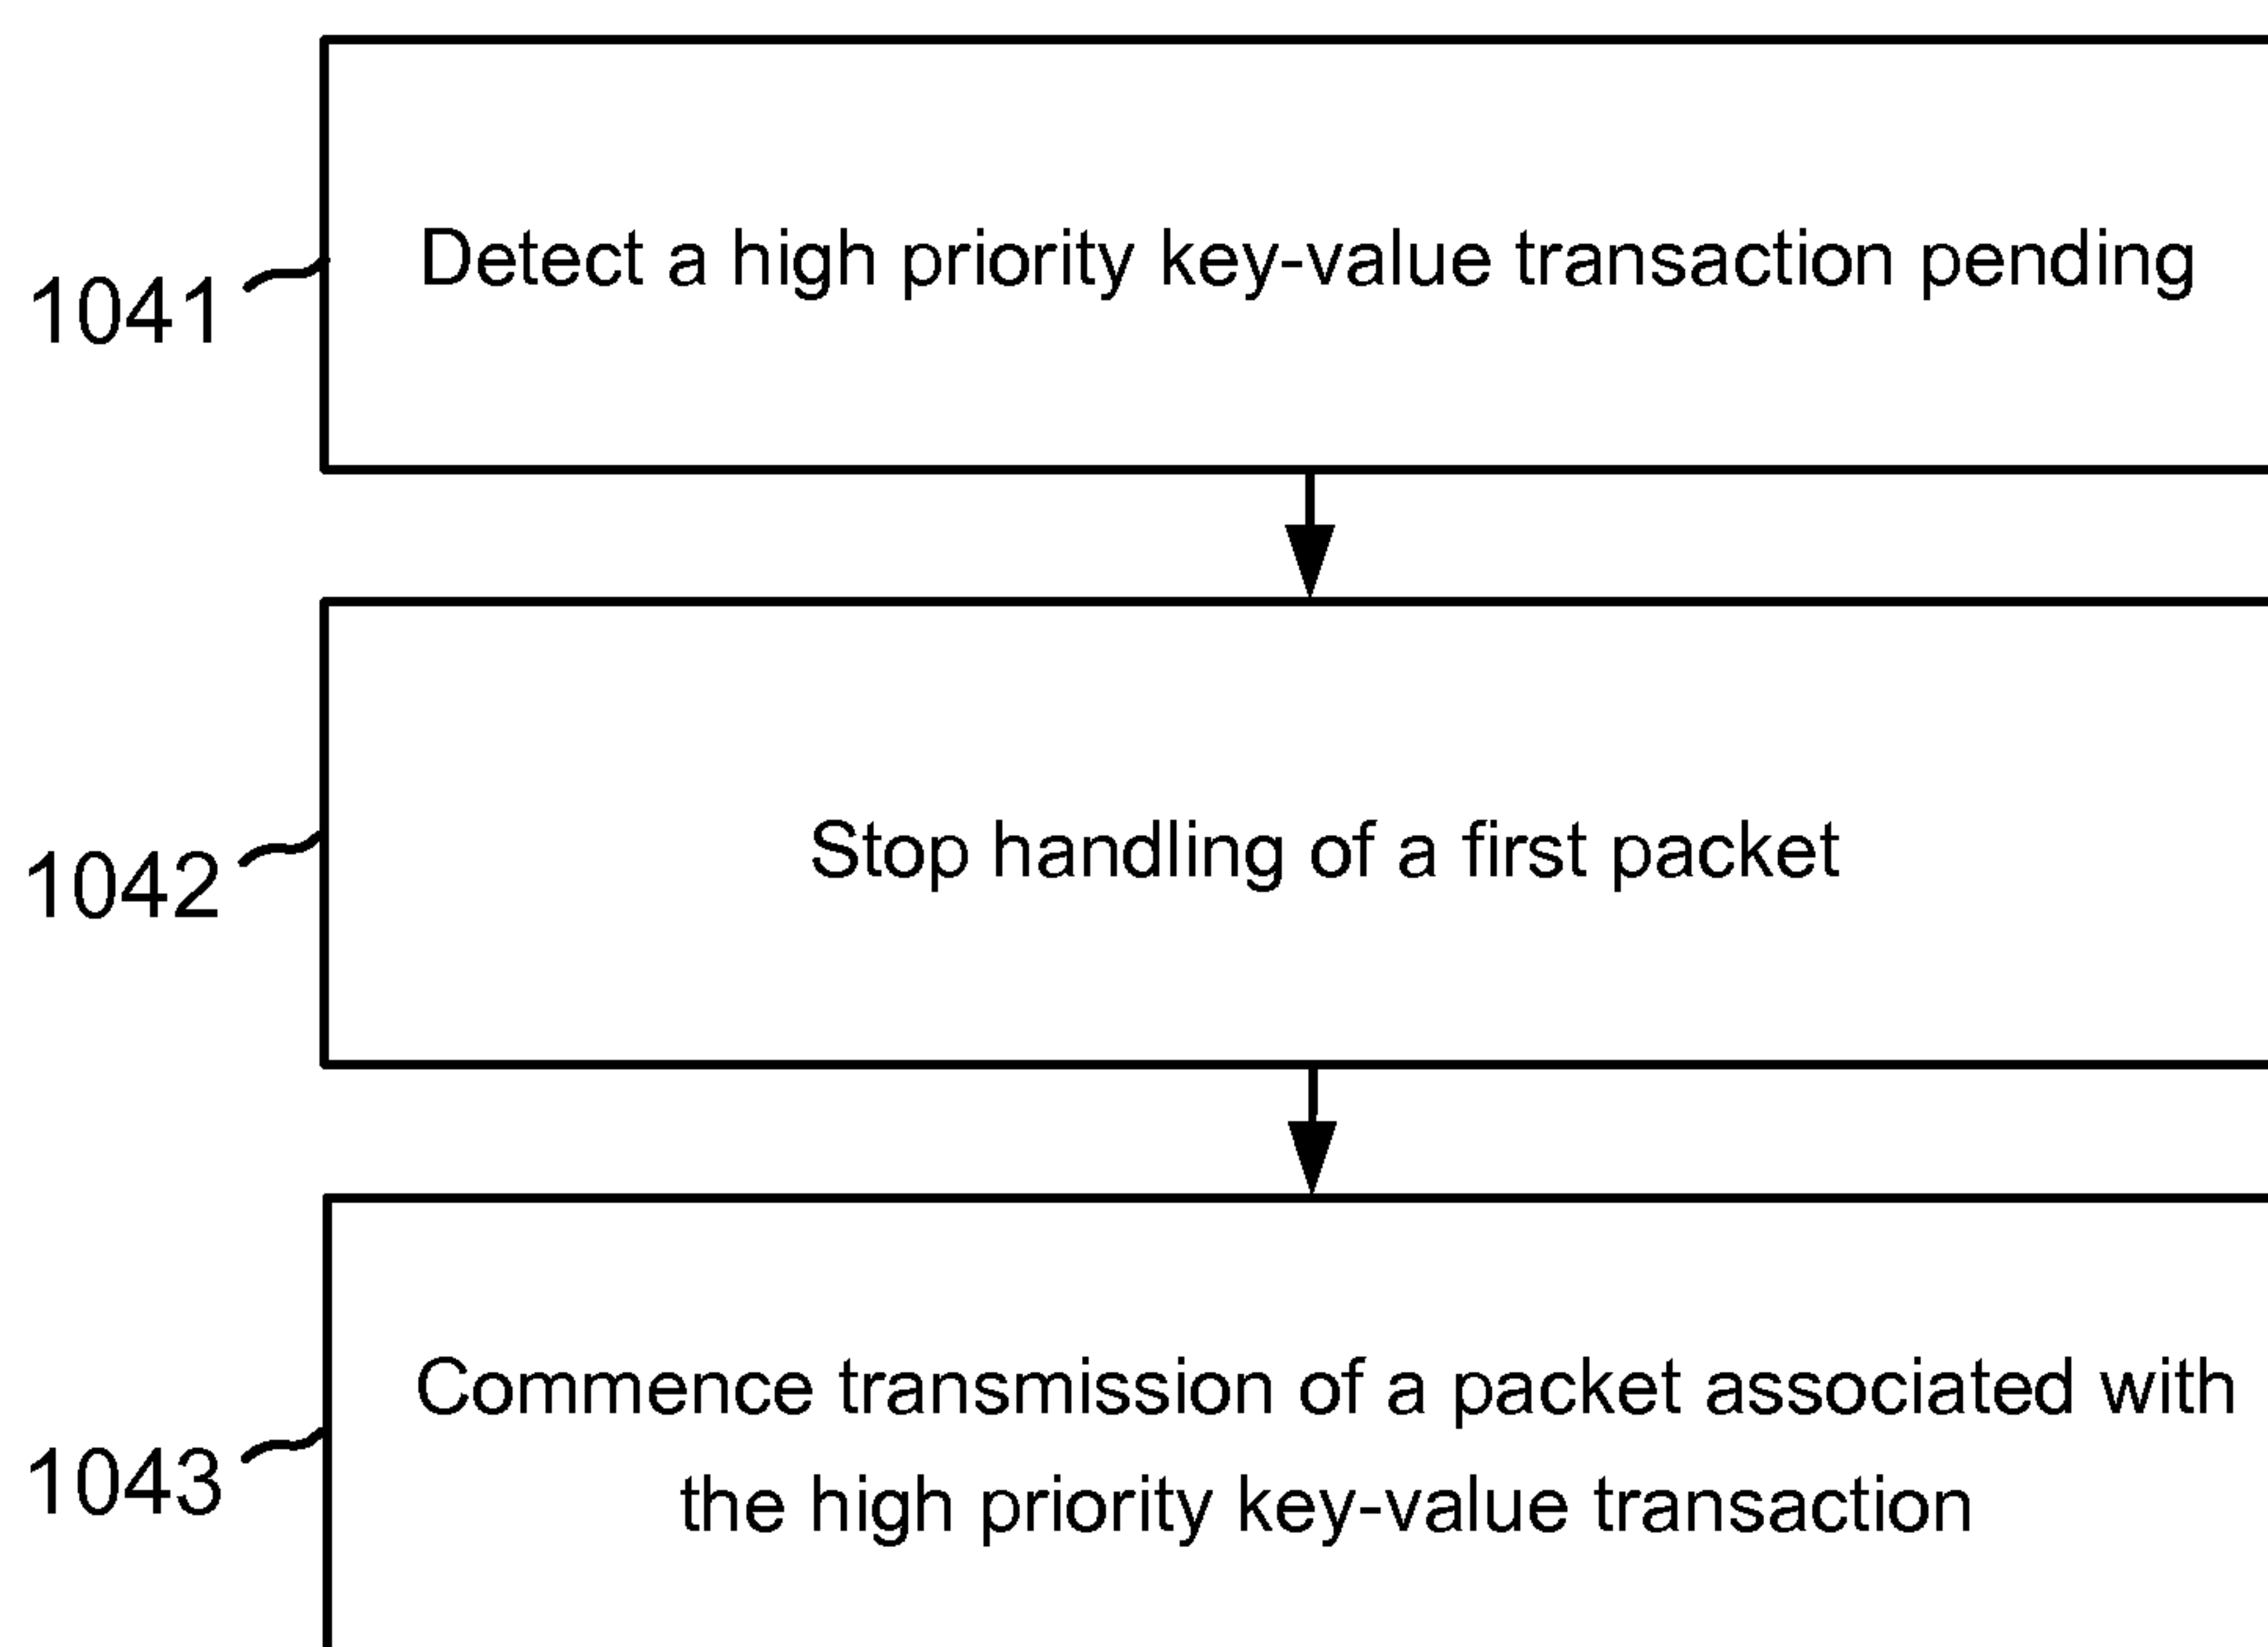 Detect a high priority key-value transaction pending
1041
Stop handling of a first packet
1042
Commence transmission of a packet associated with
the high priority key-value transaction
1043